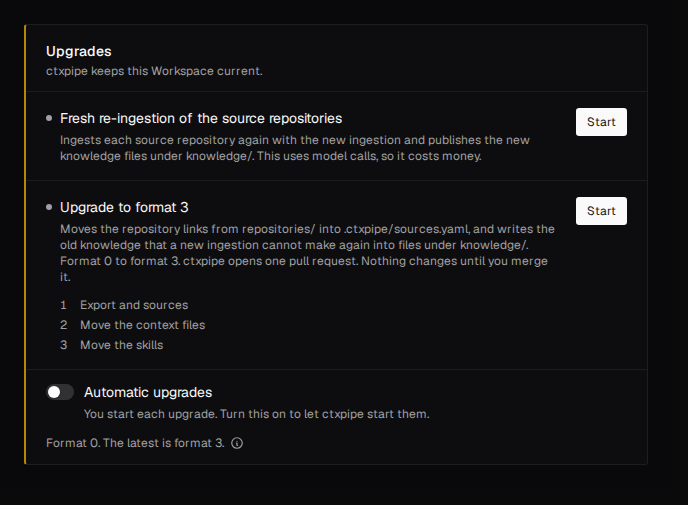 Upgrades
ctxpipe keeps this Workspace current.
Fresh re-ingestion of the source repositories
Start
Ingests each source repository again with the new ingestion and publishes the new
knowledge files under knowledge/. This uses model calls, so it costs money.
Upgrade to format 3
Start
Moves the repository links from repositories/ into .ctxpipe/sources.yaml, and writes the
old knowledge that a new ingestion cannot make again into files under knowledge/.
Format 0 to format 3. ctxpipe opens one pull request. Nothing changes until you merge
it.
1 Export and sources
2 Move the context files
3 Move the skills
Automatic upgrades
You start each upgrade. Turn this on to let ctxpipe start them.
Format 0. The latest is format 3.